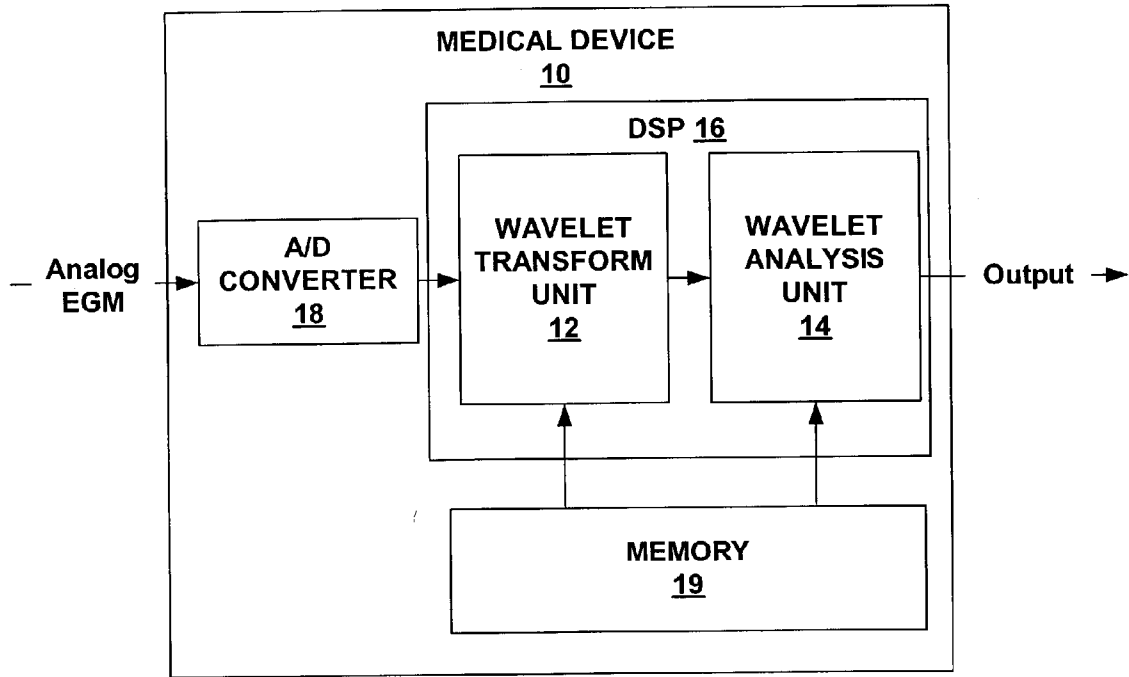 MEDICAL DEVICE
10
DSP 16
Analog
EGM
A/D
CONVERTER
18
WAVELET
TRANSFORM
UNIT
12
WAVELET
ANALYSIS
UNIT
14
Output
MEMORY
19